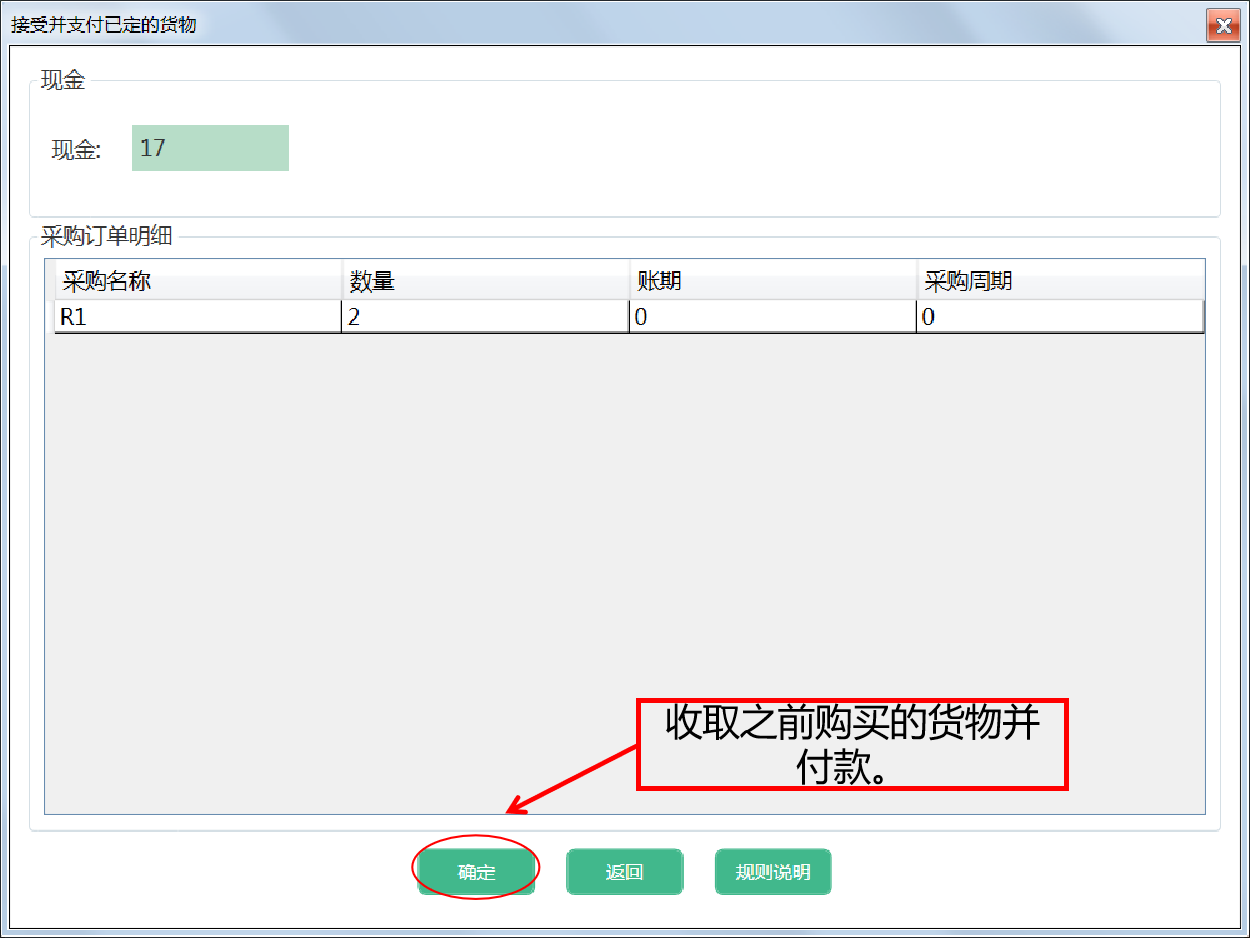 接受并支付已定的货物
现金
现金: 17
采购订单明细
采购名称 数量 账期 采购周期
R1 2 0 0
收取之前购买的货物并
付款。
确定 返回 规则说明